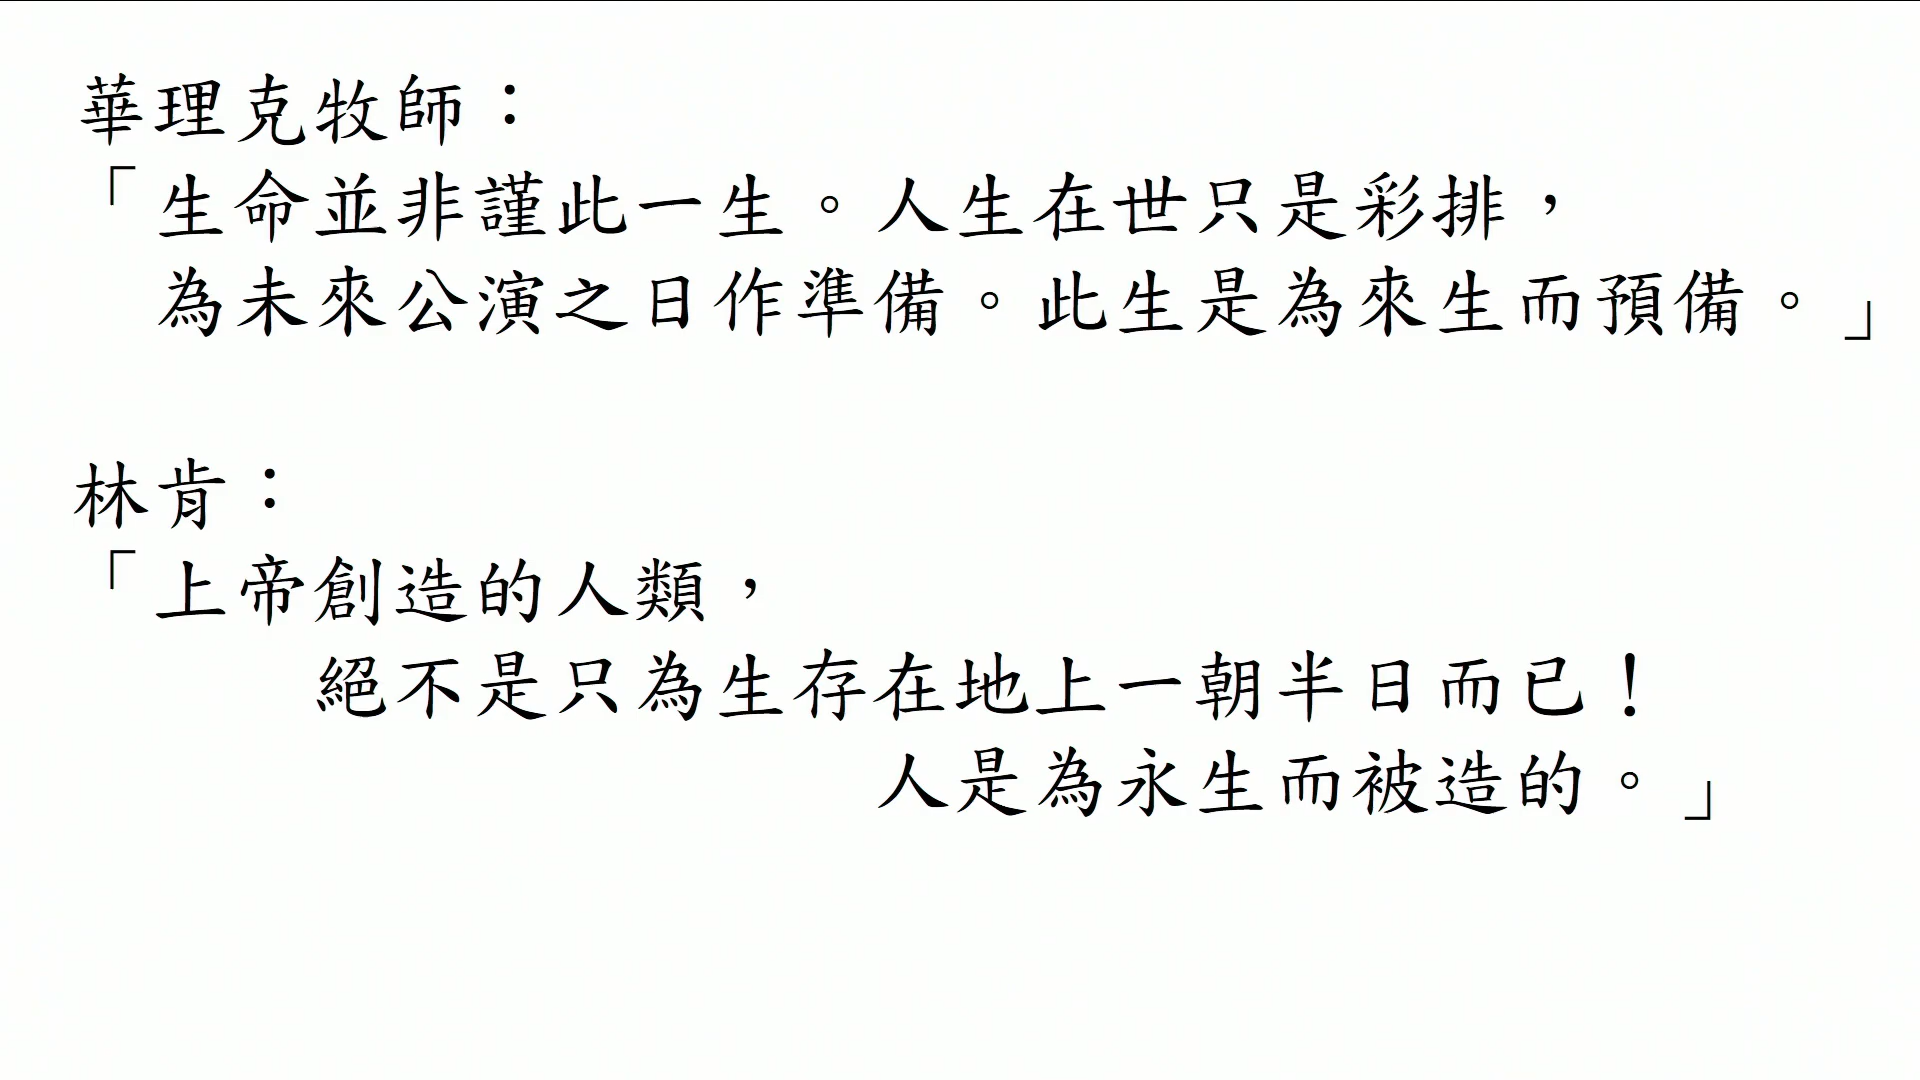 華理克牧師：
「生命並非謹此一生。人生在世只是彩排，
為未來公演之日作準備。此生是為來生而預備。」
林肯：
「上帝創造的人類，
絕不是只為生存在地上一朝半日而已！
人是為永生而被造的。」